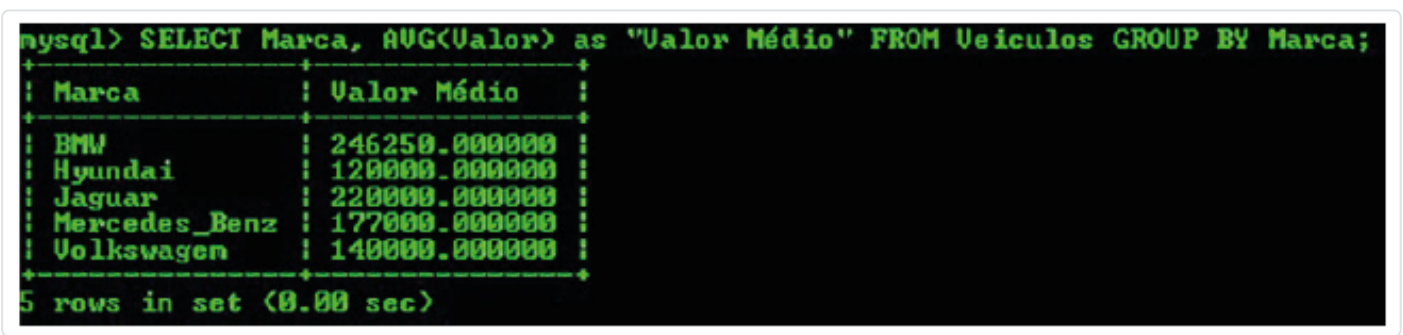 mysql> SELECT Marca, AVG(Valor) as "Valor Médio" FROM Veiculos GROUP BY Marca;
+----------------+---------------+
| Marca | Valor Médio |
+----------------+---------------+
| BMW | 246250.000000 |
| Hyundai | 120000.000000 |
| Jaguar | 220000.000000 |
| Mercedes_Benz | 177000.000000 |
| Volkswagem | 140000.000000 |
+----------------+---------------+
5 rows in set (0.00 sec)